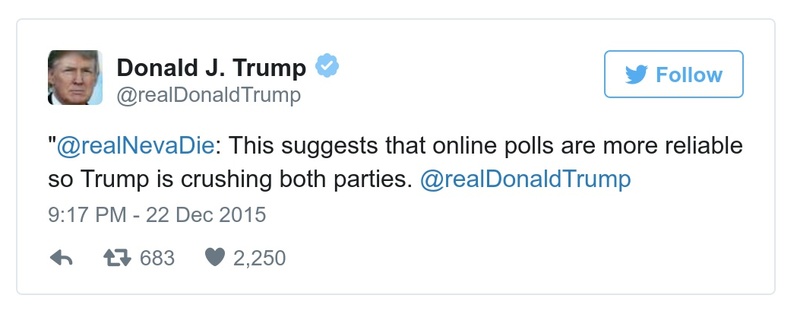 Donald J. Trump
@realDonaldTrump
Follow
"@realNevaDie: This suggests that online polls are more reliable
so Trump is crushing both parties. @realDonaldTrump
9:17 PM - 22 Dec 2015
683 2,250